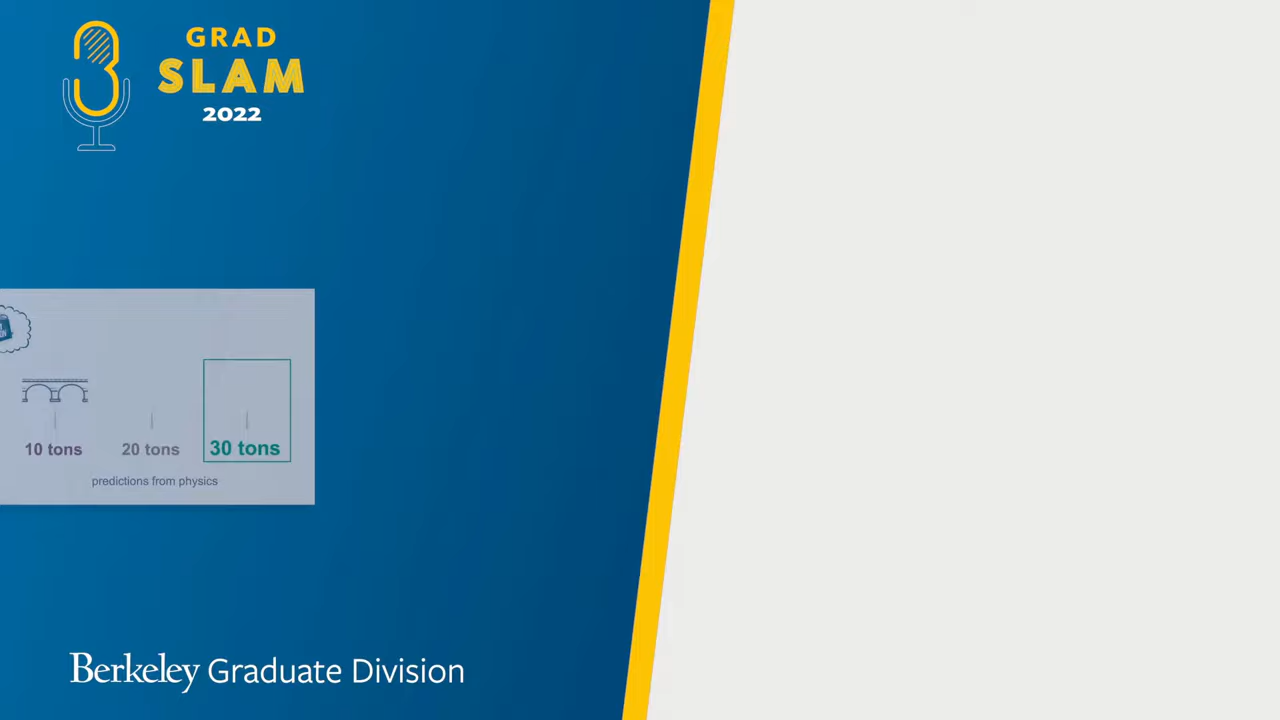 GRAD
SLAM
2022
10 tons 20 tons 30 tons
predictions from physics
Berkeley Graduate Division